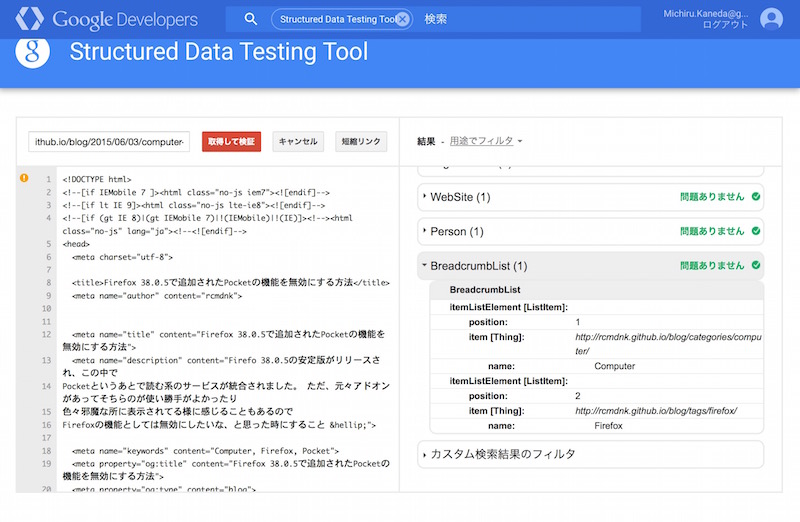 Google Developers
Structured Data Testing Tool
検索
Michiru.Kaneda@g...
ログアウト
Structured Data Testing Tool
ithub.io/blog/2015/06/03/computer-
取得して検証
キャンセル
短縮リンク
1 <!DOCTYPE html>
2 <!--[if IEMobile 7 ]><html class="no-js iem7"><![endif]-->
3 <!--[if lt IE 9]><html class="no-js lte-ie8"><![endif]-->
4 <!--[if (gt IE 8)|(gt IEMobile 7)|!(IEMobile)|!(IE)]><!--><html
class="no-js" lang="ja"><!--<![endif]-->
5 <head>
6 <meta charset="utf-8">
7
8 <title>Firefox 38.0.5で追加されたPocketの機能を無効にする方法</title>
9 <meta name="author" content="rcmdnk">
10
11
12 <meta name="title" content="Firefox 38.0.5で追加されたPocketの機能を
無効にする方法">
13 <meta name="description" content="Firefo 38.0.5の安定版がリリースさ
れ、この中で
14 Pocketというあとで読む系のサービスが統合されました。 ただ、元々アドオン
があってそちらのが使い勝手がよかったり
15 色々邪魔な所に表示されてる様に感じることもあるので
16 Firefoxの機能としては無効にしたいな、と思った時にすること &hellip;">
17
18 <meta name="keywords" content="Computer, Firefox, Pocket">
19 <meta property="og:title" content="Firefox 38.0.5で追加されたPocketの
機能を無効にする方法">
20 <meta property="og:type" content="blog">
結果 - 用途でフィルタ
WebSite (1) 問題ありません
Person (1) 問題ありません
BreadcrumbList (1) 問題ありません
BreadcrumbList
itemListElement [ListItem]:
position: 1
item [Thing]: http://rcmdnk.github.io/blog/categories/compu
ter/
name: Computer
itemListElement [ListItem]:
position: 2
item [Thing]: http://rcmdnk.github.io/blog/tags/firefox/
name: Firefox
カスタム検索結果のフィルタ